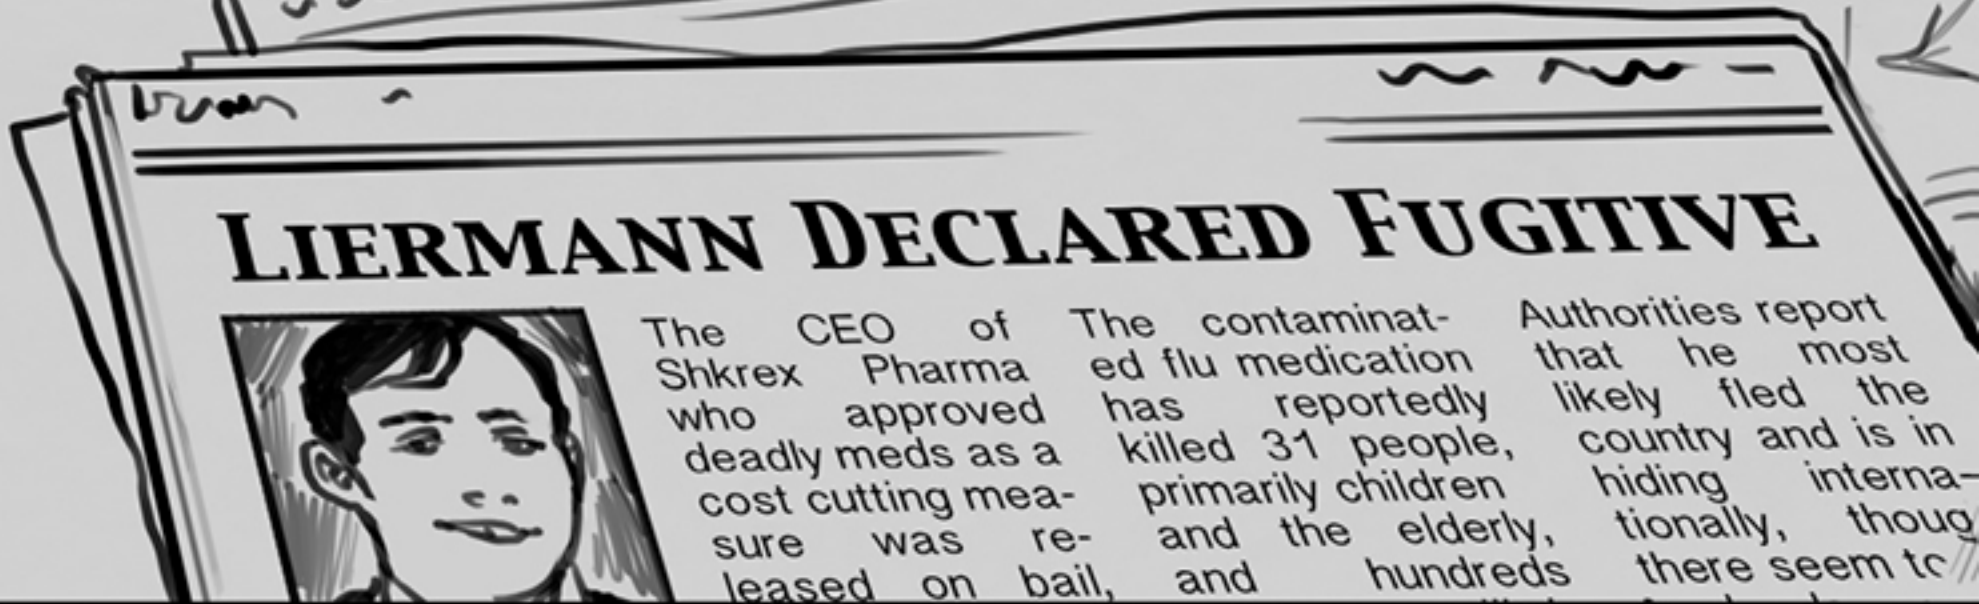 LIERMANN DECLARED FUGITIVE
The CEO of
Shkrex Pharma
who approved
deadly meds as a
cost cutting mea-
sure was re-
leased on bail,
The contaminat-
ed flu medication
has reportedly
killed 31 people,
primarily children
and the elderly,
and hundreds
Authorities report
that he most
likely fled the
country and is in
hiding interna-
tionally, thoug
there seem to